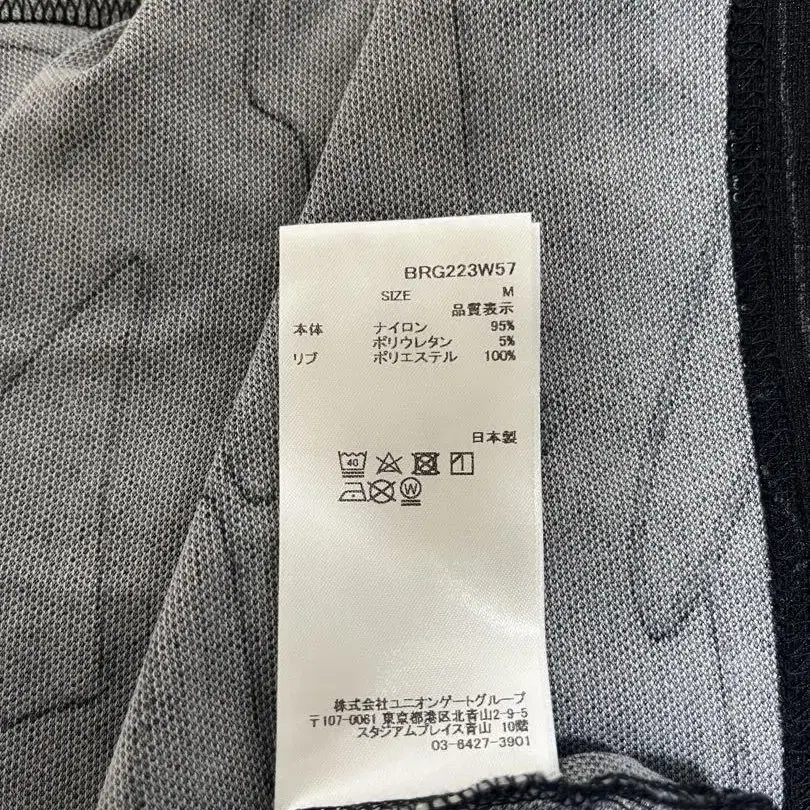 BRG223W57
SIZE M
品質表示
本体 ナイロン 95%
ポリウレタン 5%
リブ ポリエステル 100%
日本製
40
W
株式会社ユニオンゲートグループ
〒107-0061 東京都港区北青山2-9-5
スタジアムプレイス青山 10階
03-6427-3901